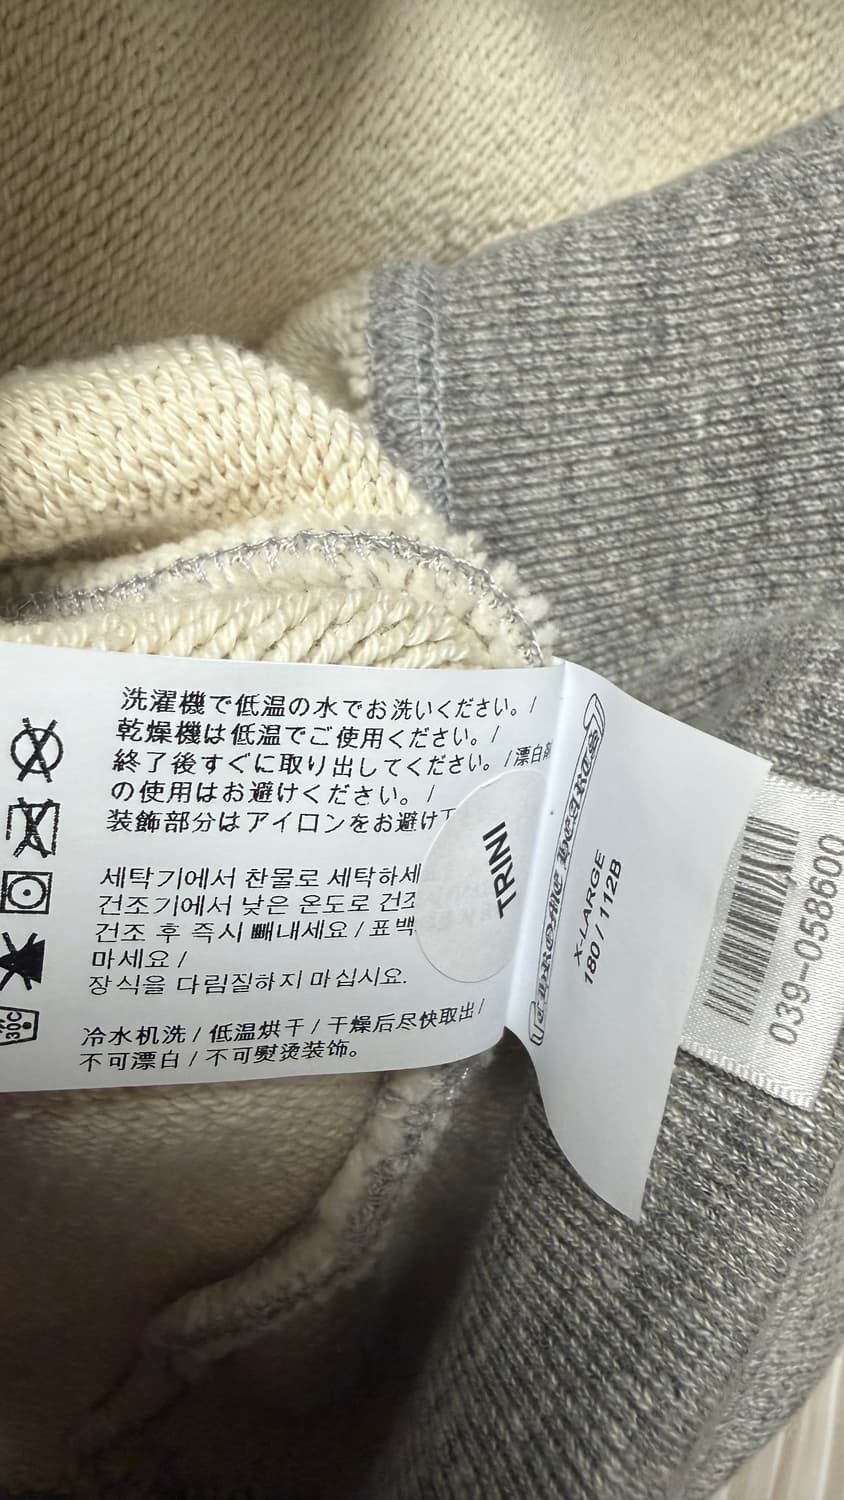 洗濯機で低温の水でお洗いください。/
乾燥機は低温でご使用ください。/
終了後すぐに取り出してください。/漂白剤
の使用はお避けください。/
装飾部分はアイロンをお避け
세탁기에서 찬물로 세탁하세
건조기에서 낮은 온도로 건조
건조 후 즉시 빼내세요 / 표백
마세요 /
장식을 다림질하지 마십시요.
冷水机洗 / 低温烘干 / 干燥后尽快取出/
不可漂白 / 不可熨烫装饰。
30C
TRINI
CHROME HEARTS
X-LARGE
180 / 112B
039-058600